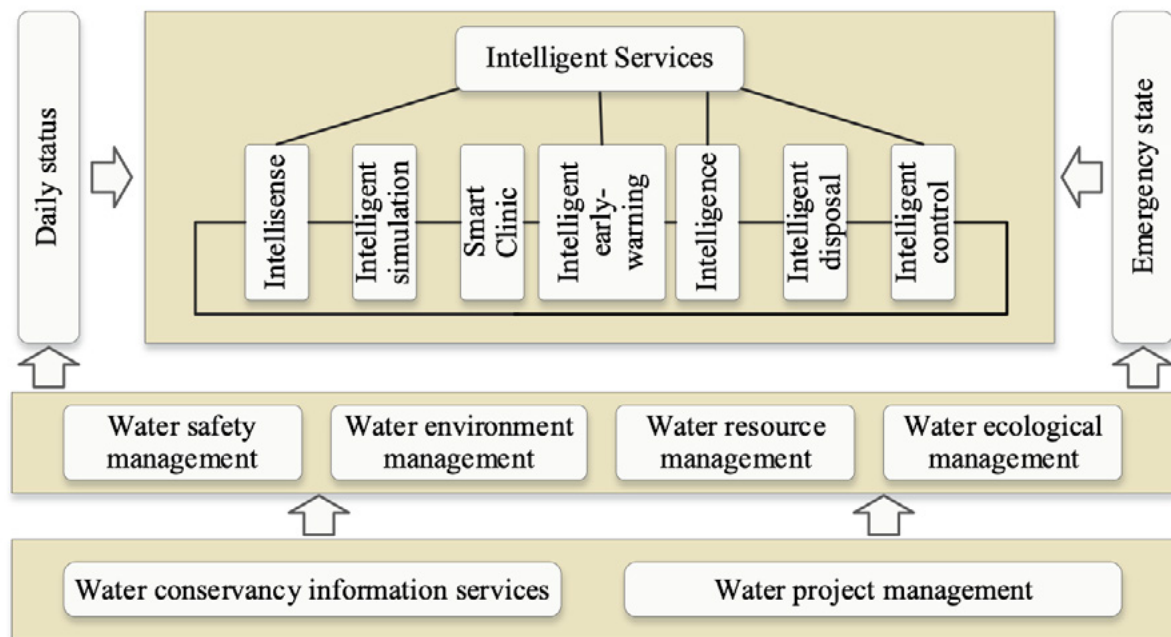 Intelligent Services
Daily status
Intellisense
Intelligent
simulation
Smart
Clinic
Intelligent
early-
warning
Intelligence
Intelligent
disposal
Intelligent
control
Emergency state
Water safety
management
Water environment
management
Water resource
management
Water ecological
management
Water conservancy information services
Water project management